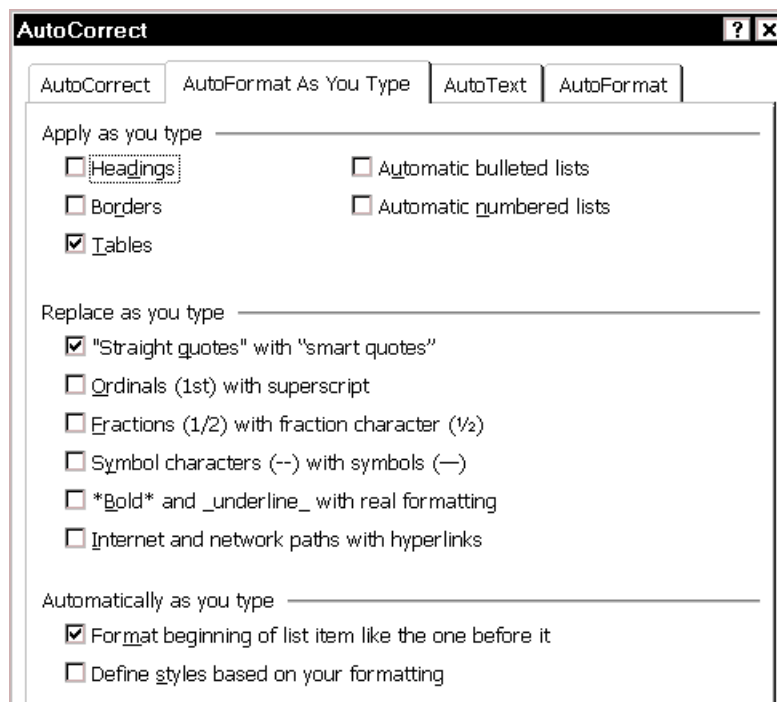 AutoCorrect ? x
AutoCorrect AutoFormat As You Type AutoText AutoFormat
Apply as you type
Headings Automatic bulleted lists
Borders Automatic numbered lists
Tables
Replace as you type
"Straight quotes" with “smart quotes”
Ordinals (1st) with superscript
Fractions (1/2) with fraction character (½)
Symbol characters (--) with symbols (—)
*Bold* and _underline_ with real formatting
Internet and network paths with hyperlinks
Automatically as you type
Format beginning of list item like the one before it
Define styles based on your formatting